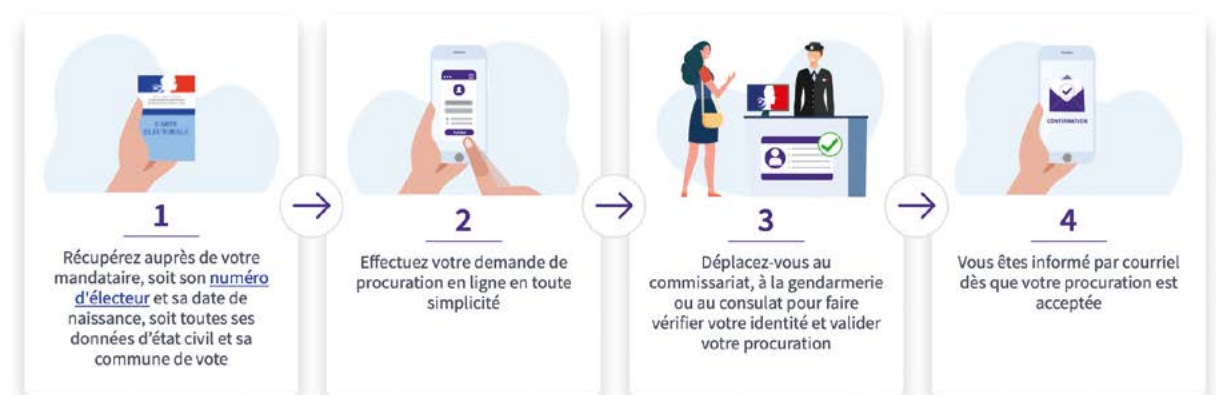 CARTE
ÉLECTORALE
CONFIRMATION
1
Récupérez auprès de votre
mandataire, soit son numéro
d'électeur et sa date de
naissance, soit toutes ses
données d'état civil et sa
commune de vote
2
Effectuez votre demande de
procuration en ligne en toute
simplicité
3
Déplacez-vous au
commissariat, à la gendarmerie
ou au consulat pour faire
vérifier votre identité et valider
votre procuration
4
Vous êtes informé par courriel
dès que votre procuration est
acceptée